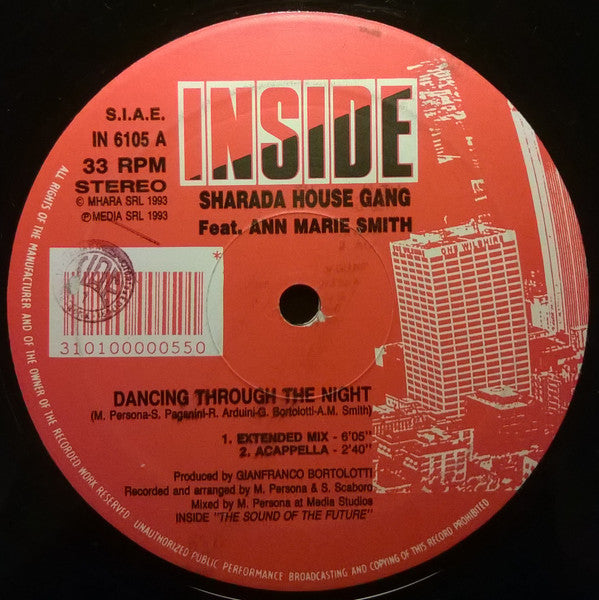 INSIDE
S.I.A.E.
IN 6105 A
33 RPM
STEREO
© MHARA SRL 1993
℗ MEDIA SRL 1993
SHARADA HOUSE GANG
Feat. ANN MARIE SMITH
ONE WILSHIRE
*
310100000550
DANCING THROUGH THE NIGHT
(M. Persona-S. Paganini-R. Arduini-G. Bortolotti-A.M. Smith)
1. EXTENDED MIX - 6'05"
2. ACAPPELLA - 2'40"
Produced by GIANFRANCO BORTOLOTTI
Recorded and arranged by M. Persona & S. Scaboro
Mixed by M. Persona at Media Studios
INSIDE "THE SOUND OF THE FUTURE"
ALL RIGHTS OF THE MANUFACTURER AND OF THE OWNER OF THE RECORDED WORK RESERVED. UNAUTHORIZED PUBLIC PERFORMANCE BROADCASTING AND COPYING OF THIS RECORD PROHIBITED